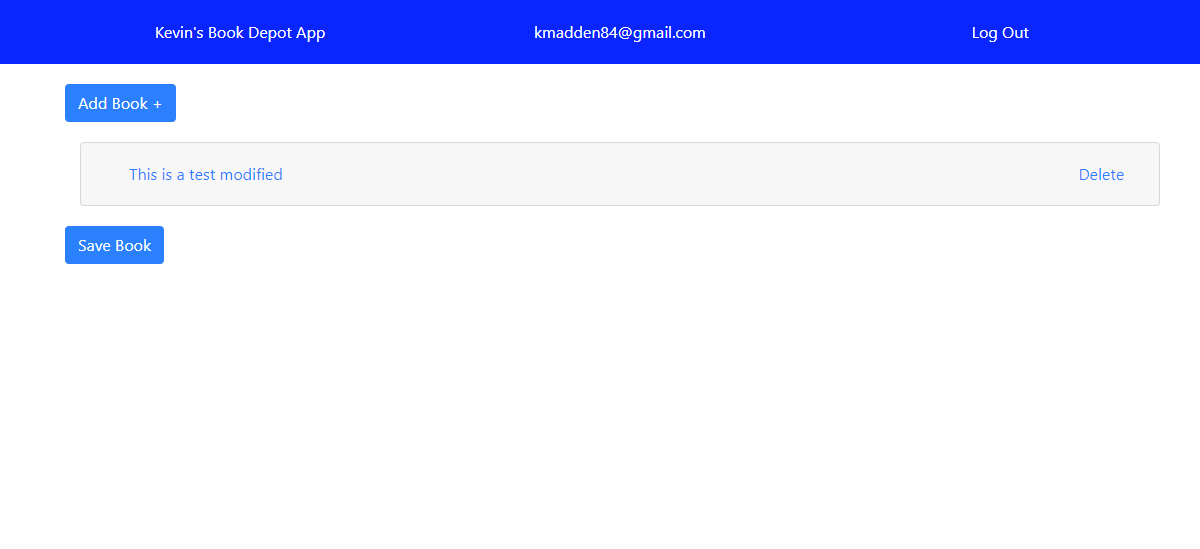 Kevin's Book Depot App kmadden84@gmail.com Log Out
Add Book +
This is a test modified Delete
Save Book